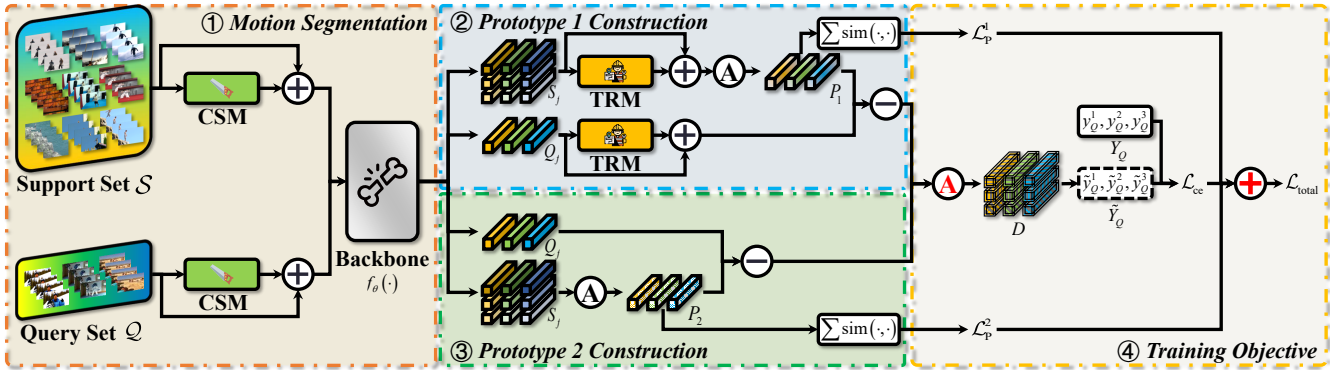 ① Motion Segmentation
CSM
Support Set 𝒮
CSM
Query Set 𝒬
Backbone
f_θ(·)
② Prototype 1 Construction
S_j
TRM
A
P_1
∑ sim(·,·)
Q_j
TRM
Q_j
S_j
A
P_2
∑ sim(·,·)
③ Prototype 2 Construction
ℒ_P^1
y_Q^1, y_Q^2, y_Q^3
Y_Q
A
D
ỹ_Q^1, ỹ_Q^2, ỹ_Q^3
Ỹ_Q
ℒ_ce
ℒ_total
ℒ_P^2
④ Training Objective